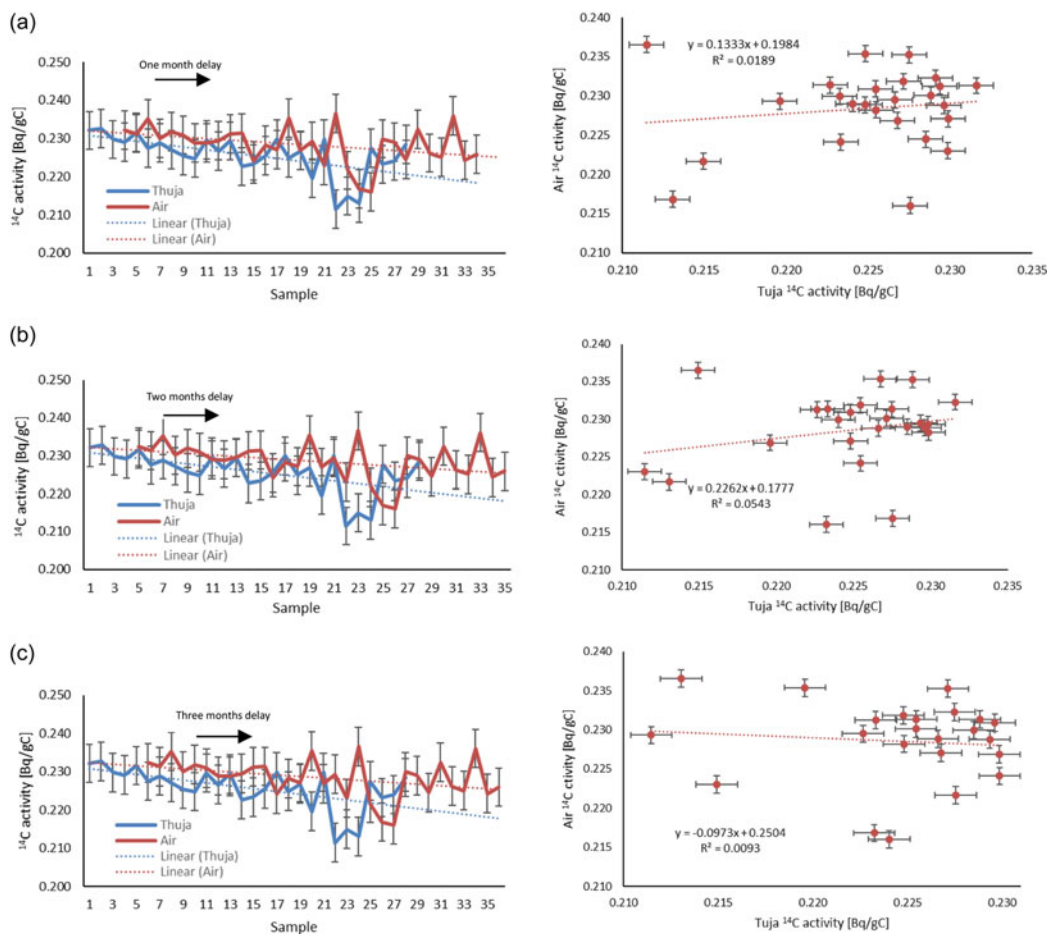 (a)
0.250
0.240
0.230
0.220
0.210
0.200
¹⁴C activity [Bq/gC]
One month delay
Thuja
Air
Linear (Thuja)
Linear (Air)
1 3 5 7 9 11 13 15 17 19 21 23 25 27 29 31 33 35
Sample
0.240
0.235
0.230
0.225
0.220
0.215
0.210
Air ¹⁴C ctivity [Bq/gC]
y = 0.1333x + 0.1984
R² = 0.0189
0.210 0.215 0.220 0.225 0.230 0.235
Tuja ¹⁴C activity [Bq/gC]
(b)
0.250
0.240
0.230
0.220
0.210
0.200
¹⁴C activity [Bq/gC]
Two months delay
Thuja
Air
Linear (Thuja)
Linear (Air)
1 3 5 7 9 11 13 15 17 19 21 23 25 27 29 31 33 35
Sample
0.240
0.235
0.230
0.225
0.220
0.215
0.210
Air ¹⁴C ctivity [Bq/gC]
y = 0.2262x + 0.1777
R² = 0.0543
0.210 0.215 0.220 0.225 0.230 0.235
Tuja ¹⁴C activity [Bq/gC]
(c)
0.250
0.240
0.230
0.220
0.210
0.200
¹⁴C activity [Bq/gC]
Three months delay
Thuja
Air
Linear (Thuja)
Linear (Air)
1 3 5 7 9 11 13 15 17 19 21 23 25 27 29 31 33 35
Sample
0.240
0.235
0.230
0.225
0.220
0.215
0.210
Air ¹⁴C ctivity [Bq/gC]
y = -0.0973x + 0.2504
R² = 0.0093
0.210 0.215 0.220 0.225 0.230
Tuja ¹⁴C activity [Bq/gC]